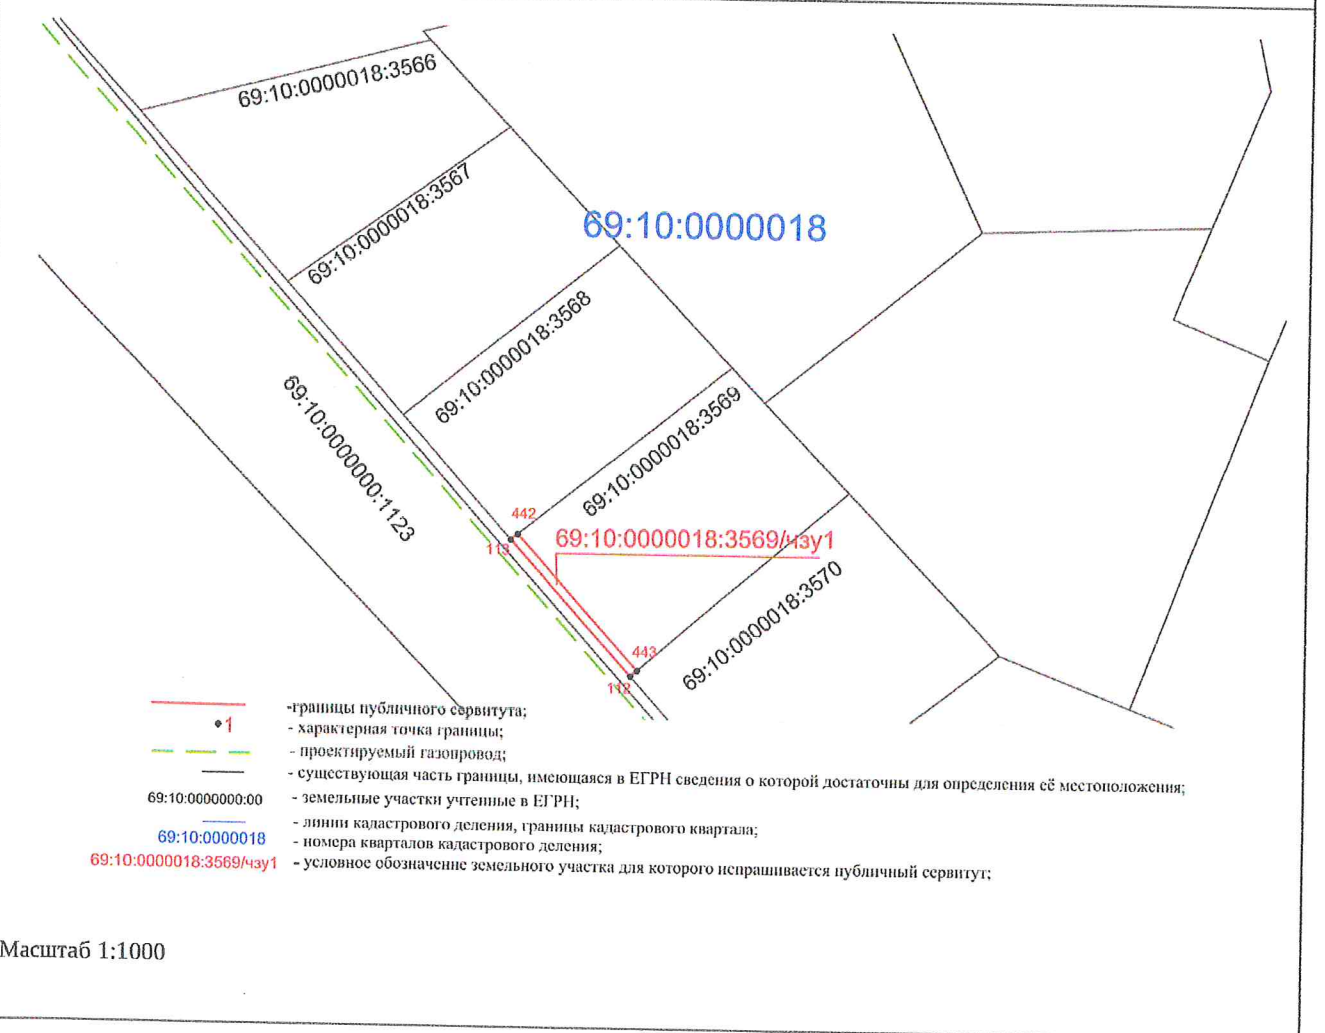 69:10:0000018:3566
69:10:0000018:3567
69:10:0000018
69:10:0000018:3568
69:10:0000000:1123
69:10:0000018:3569
442
113
69:10:0000018:3569/чзу1
69:10:0000018:3570
443
112
-границы публичного сервитута;
1
- характерная точка границы;
- проектируемый газопровод;
- существующая часть границы, имеющаяся в ЕГРН сведения о которой достаточны для определения её местоположения;
69:10:0000000:00 - земельные участки учтенные в ЕГРН;
- линии кадастрового деления, границы кадастрового квартала;
69:10:0000018 - номера кварталов кадастрового деления;
69:10:0000018:3569/чзу1 - условное обозначение земельного участка для которого испрашивается публичный сервитут;
Масштаб 1:1000